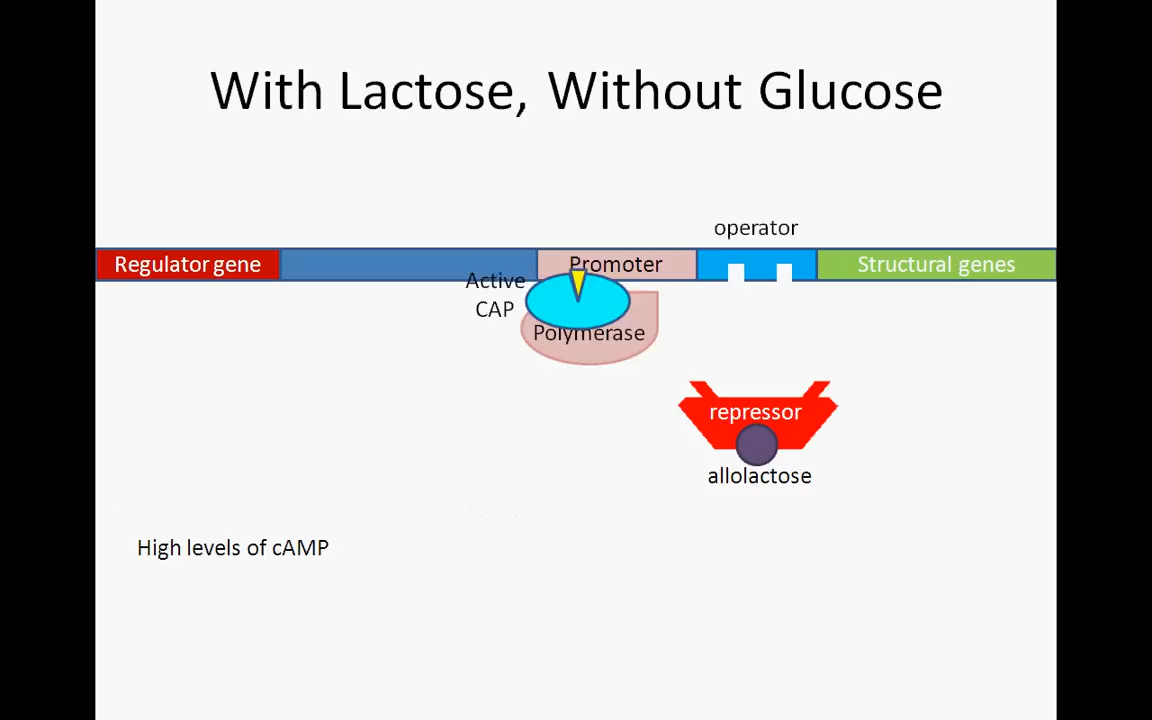 With Lactose, Without Glucose
operator
Regulator gene
Promoter
Structural genes
Active
CAP
Polymerase
repressor
allolactose
High levels of cAMP